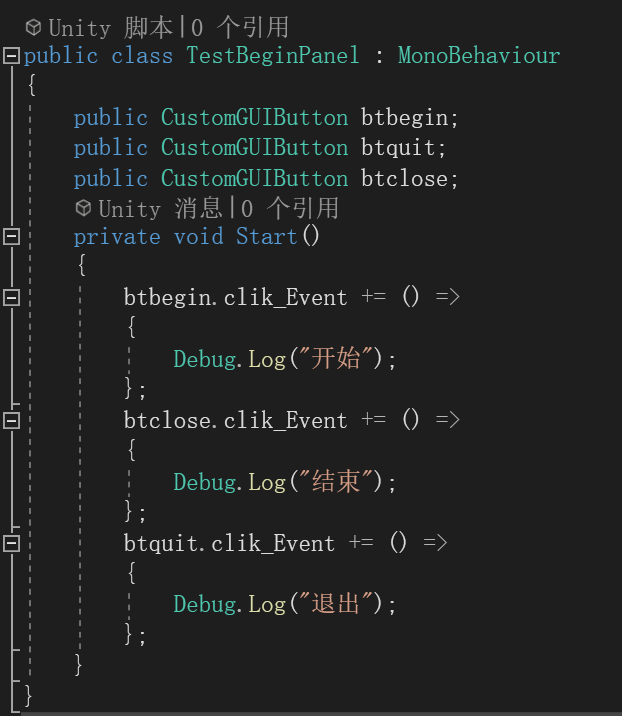 Unity 脚本|0 个引用
public class TestBeginPanel : MonoBehaviour
{
public CustomGUIButton btbegin;
public CustomGUIButton btquit;
public CustomGUIButton btclose;
Unity 消息|0 个引用
private void Start()
{
btbegin.clik_Event += () =>
{
Debug.Log("开始");
};
btclose.clik_Event += () =>
{
Debug.Log("结束");
};
btquit.clik_Event += () =>
{
Debug.Log("退出");
};
}
}